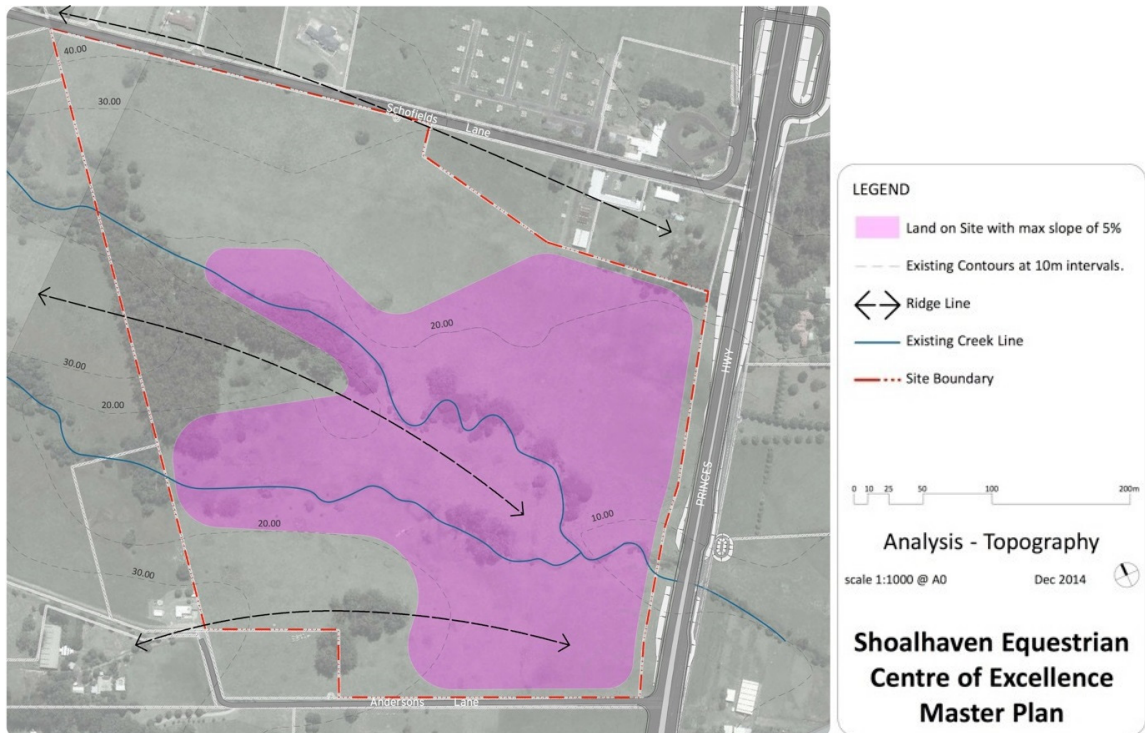 40.00
30.00
Schofields Lane
20.00
30.00
20.00
20.00
10.00
30.00
PRINCES HWY
Andersons Lane
LEGEND
Land on Site with max slope of 5%
Existing Contours at 10m intervals.
Ridge Line
Existing Creek Line
Site Boundary
0 10 25 50 100 200m
Analysis - Topography
scale 1:1000 @ A0 Dec 2014
Shoalhaven Equestrian
Centre of Excellence
Master Plan